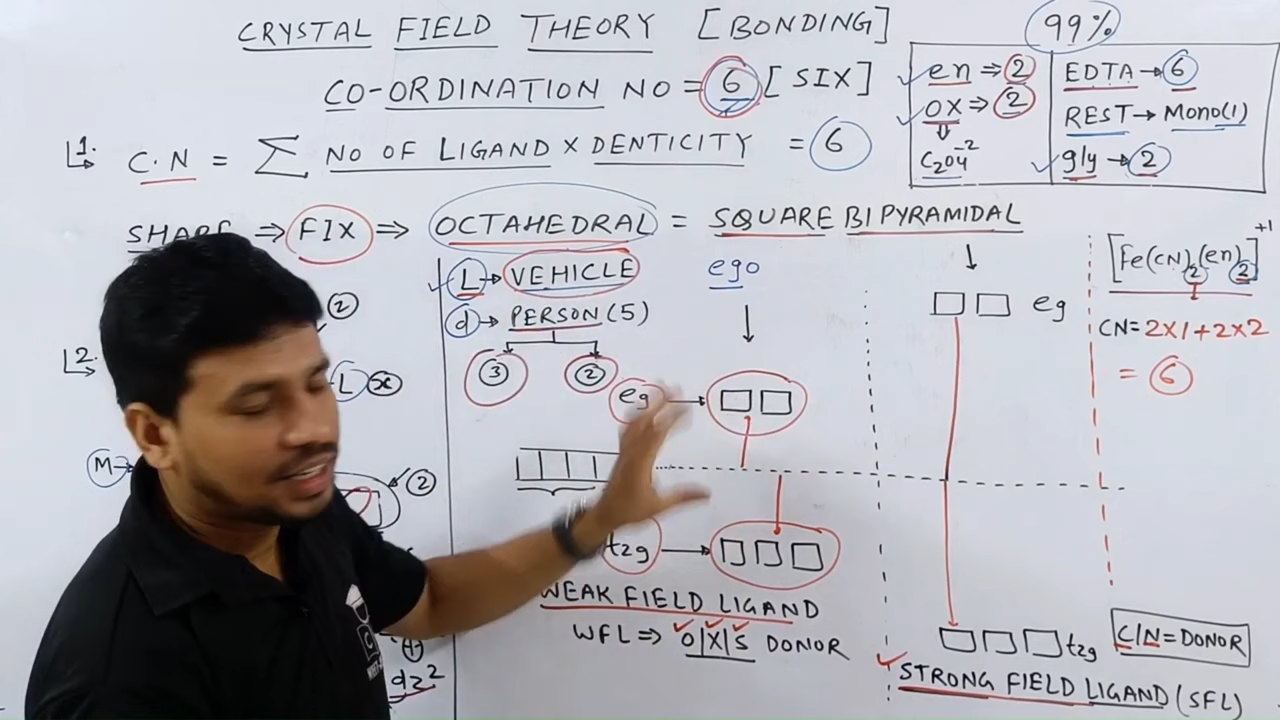 CRYSTAL FIELD THEORY [BONDING]
99%
CO-ORDINATION NO = 6 [SIX]
en ⇒ 2
OX ⇒ 2
C₂O₄⁻²
EDTA → 6
REST → Mono(1)
gly → 2
1.
C.N = ∑ NO OF LIGAND × DENTICITY = 6
⇒ FIX ⇒ OCTAHEDRAL = SQUARE BIPYRAMIDAL
L → VEHICLE
d → PERSON (5)
3 2
ego
eg →
t2g →
WEAK FIELD LIGAND
WFL ⇒ O|X|S DONOR
eg
t2g
STRONG FIELD LIGAND (SFL)
[Fe(CN)₂(en)₂]⁺¹
CN = 2×1+2×2
= 6
C|N = DONOR
2.
2
L x
M →
2
dz²